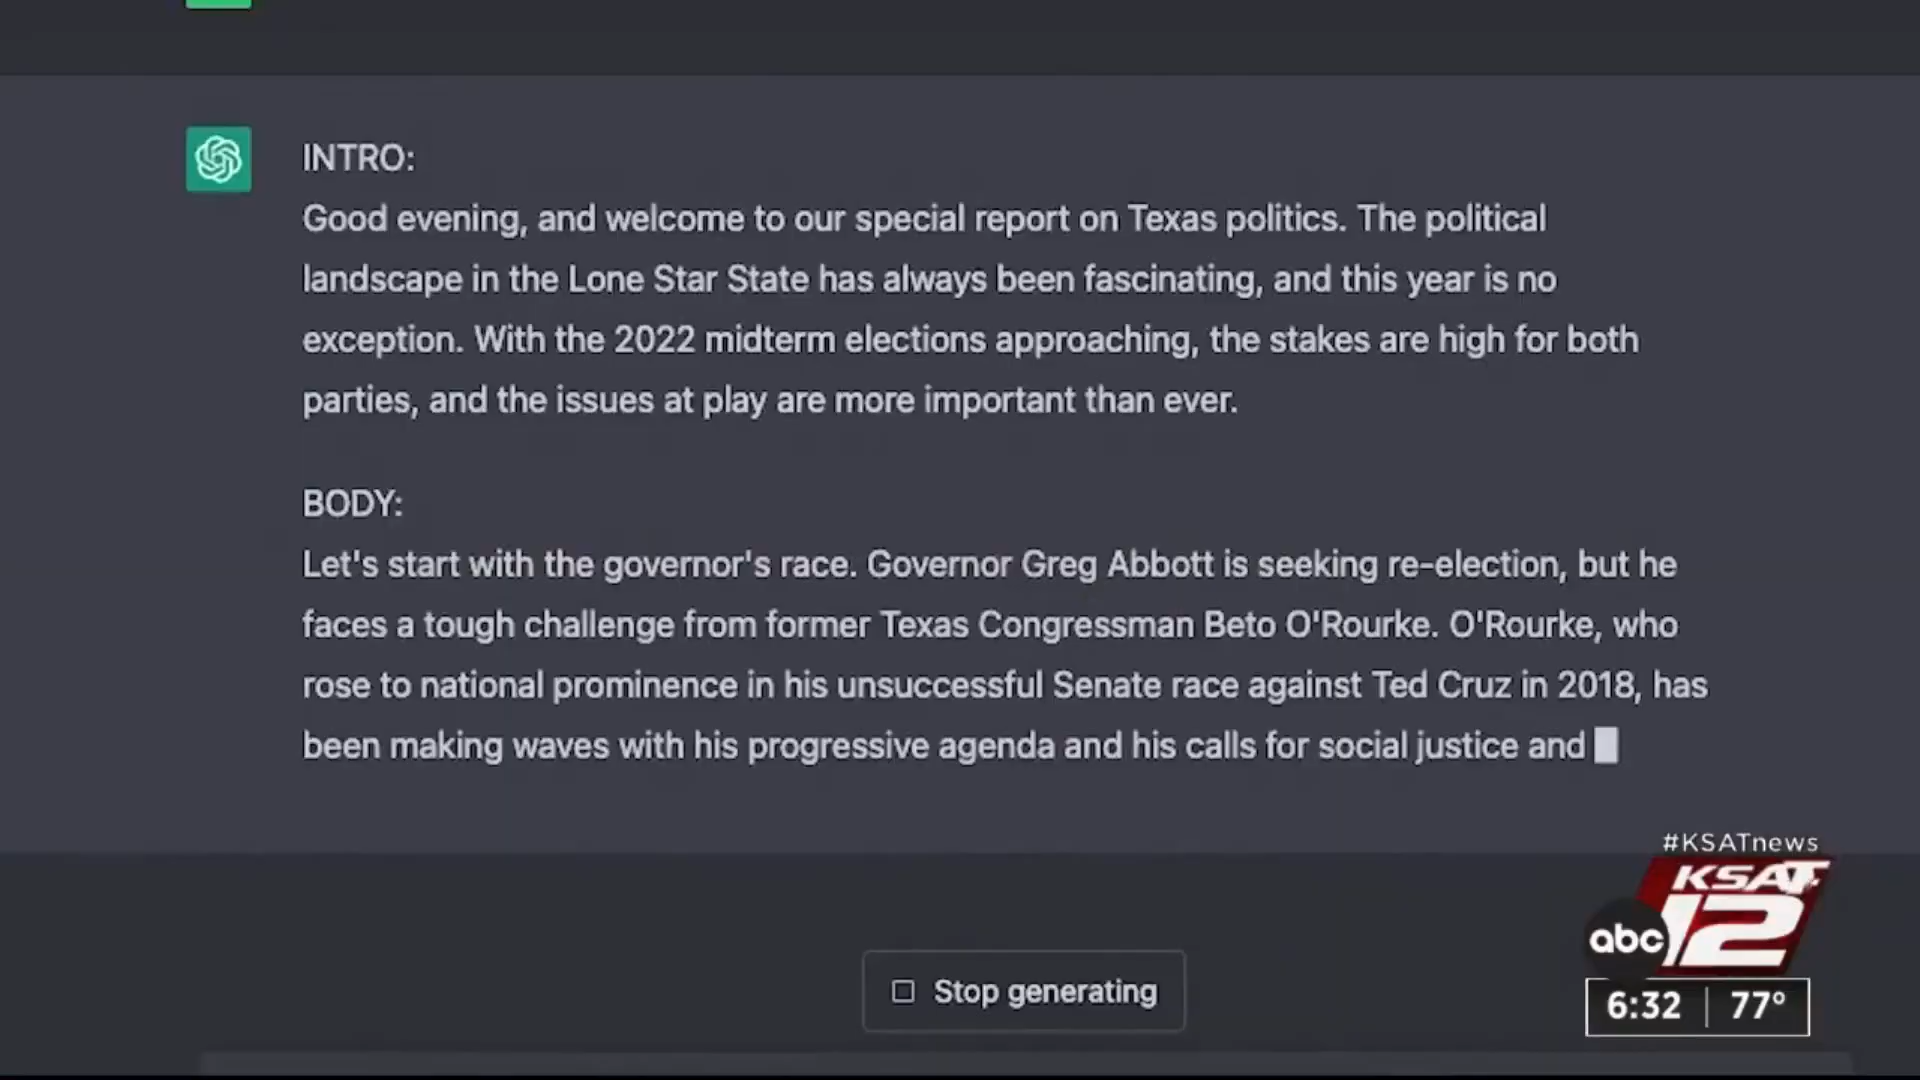 INTRO:
Good evening, and welcome to our special report on Texas politics. The political
landscape in the Lone Star State has always been fascinating, and this year is no
exception. With the 2022 midterm elections approaching, the stakes are high for both
parties, and the issues at play are more important than ever.
BODY:
Let's start with the governor's race. Governor Greg Abbott is seeking re-election, but he
faces a tough challenge from former Texas Congressman Beto O'Rourke. O'Rourke, who
rose to national prominence in his unsuccessful Senate race against Ted Cruz in 2018, has
been making waves with his progressive agenda and his calls for social justice and
Stop generating
#KSATnews
KSAT
abc 12
6:32 | 77°